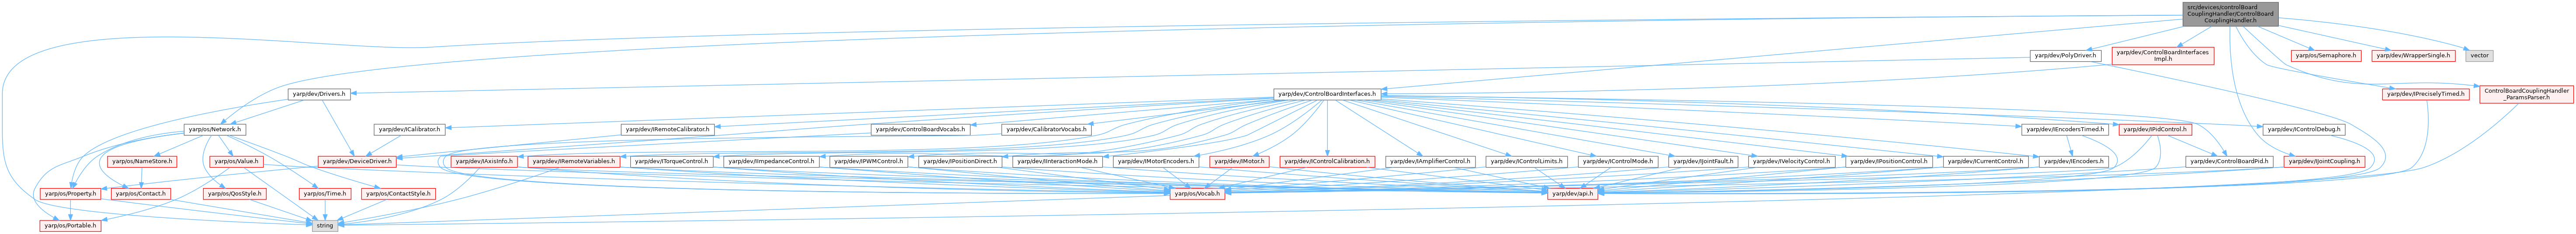 src/devices/controlBoard
CouplingHandler/ControlBoard
CouplingHandler.h
yarp/dev/PolyDriver.h
yarp/dev/ControlBoardInterfaces
Impl.h
yarp/os/Semaphore.h
yarp/dev/WrapperSingle.h
vector
yarp/dev/Drivers.h
yarp/dev/ControlBoardInterfaces.h
yarp/dev/IPreciselyTimed.h
ControlBoardCouplingHandler
_ParamsParser.h
yarp/os/Network.h
yarp/dev/ICalibrator.h
yarp/dev/IRemoteCalibrator.h
yarp/dev/ControlBoardVocabs.h
yarp/dev/CalibratorVocabs.h
yarp/dev/IEncodersTimed.h
yarp/dev/IPidControl.h
yarp/dev/IControlDebug.h
yarp/os/NameStore.h
yarp/os/Value.h
yarp/dev/DeviceDriver.h
yarp/dev/IAxisInfo.h
yarp/dev/IRemoteVariables.h
yarp/dev/ITorqueControl.h
yarp/dev/IImpedanceControl.h
yarp/dev/IPWMControl.h
yarp/dev/IPositionDirect.h
yarp/dev/IInteractionMode.h
yarp/dev/IMotorEncoders.h
yarp/dev/IMotor.h
yarp/dev/IControlCalibration.h
yarp/dev/IAmplifierControl.h
yarp/dev/IControlLimits.h
yarp/dev/IControlMode.h
yarp/dev/IJointFault.h
yarp/dev/IVelocityControl.h
yarp/dev/IPositionControl.h
yarp/dev/ICurrentControl.h
yarp/dev/IEncoders.h
yarp/dev/ControlBoardPid.h
yarp/dev/IJointCoupling.h
yarp/os/Property.h
yarp/os/Contact.h
yarp/os/QosStyle.h
yarp/os/Time.h
yarp/os/ContactStyle.h
yarp/os/Vocab.h
yarp/dev/api.h
yarp/os/Portable.h
string